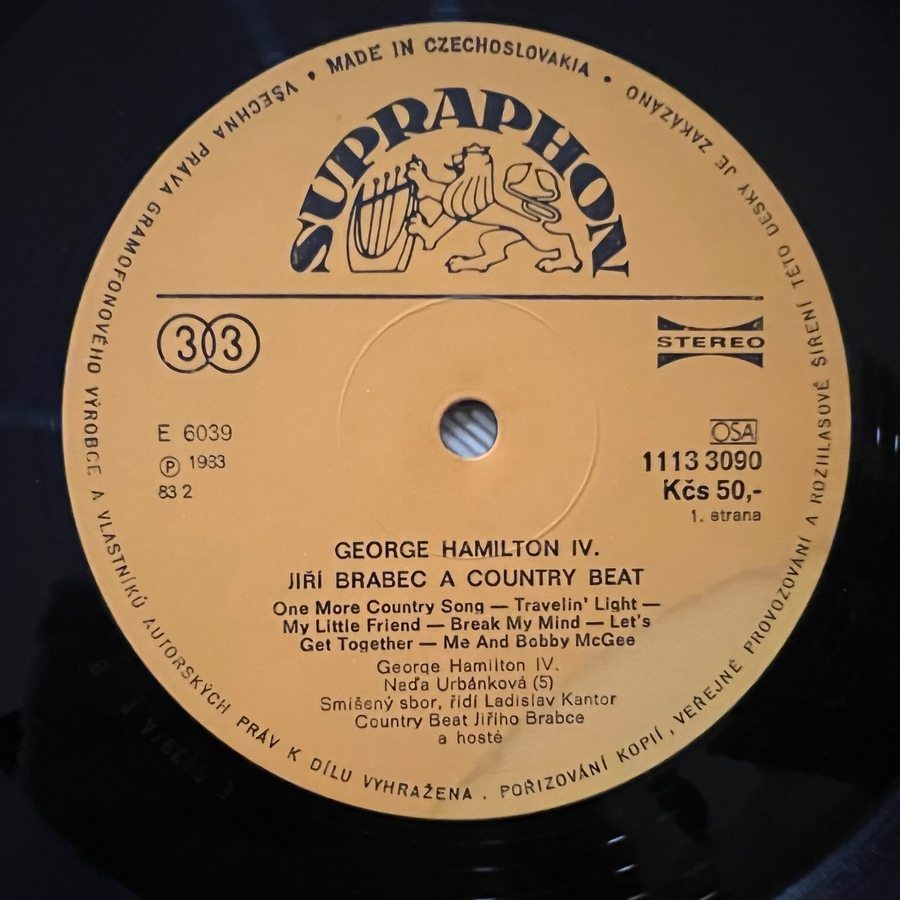 MADE IN CZECHOSLOVAKIA • VŠECHNA PRÁVA GRAMOFONOVÉHO VÝROBCE A VLASTNÍKŮ AUTORSKÝCH PRÁV K DÍLU VYHRAŽENA . POŘIZOVÁNÍ KOPIÍ, VEŘEJNÉ PROVOZOVÁNÍ A ROZHLASOVÉ ŠÍŘENÍ TÉTO DESKY JE ZAKÁZÁNO •
SUPRAPHON
33
STEREO
E 6039
OSA
Ⓟ 1983
1113 3090
83 2
Kčs 50,-
1. strana
GEORGE HAMILTON IV.
JIŘÍ BRABEC A COUNTRY BEAT
One More Country Song — Travelin' Light —
My Little Friend — Break My Mind — Let's
Get Together — Me And Bobby McGee
George Hamilton IV.
Naďa Urbánková (5)
Smíšený sbor, řídí Ladislav Kantor
Country Beat Jiřího Brabce
a hosté